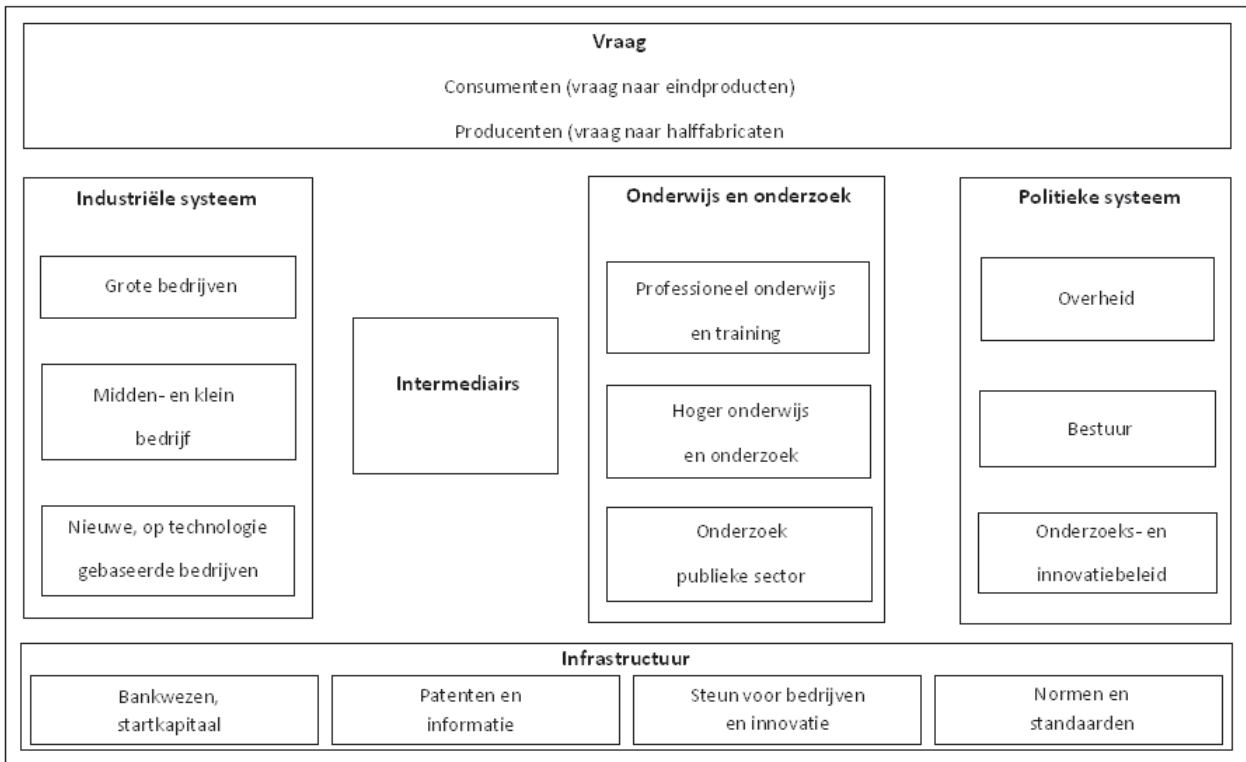 Vraag
Consumenten (vraag naar eindproducten)
Producenten (vraag naar halffabricaten
Industriële systeem
Grote bedrijven
Midden- en klein
bedrijf
Nieuwe, op technologie
gebaseerde bedrijven
Intermediairs
Onderwijs en onderzoek
Professioneel onderwijs
en training
Hoger onderwijs
en onderzoek
Onderzoek
publieke sector
Politieke systeem
Overheid
Bestuur
Onderzoeks- en
innovatiebeleid
Infrastructuur
Bankwezen,
startkapitaal
Patenten en
informatie
Steun voor bedrijven
en innovatie
Normen en
standaarden